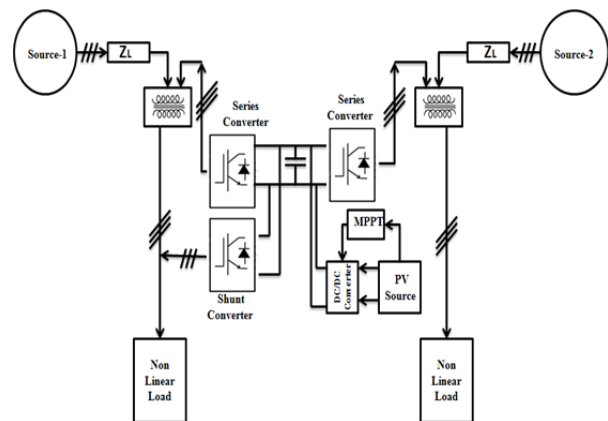 Source-1
ZL
ZL
Source-2
Series
Converter
Series
Converter
MPPT
DC/DC
Converter
PV
Source
Shunt
Converter
Non
Linear
Load
Non
Linear
Load